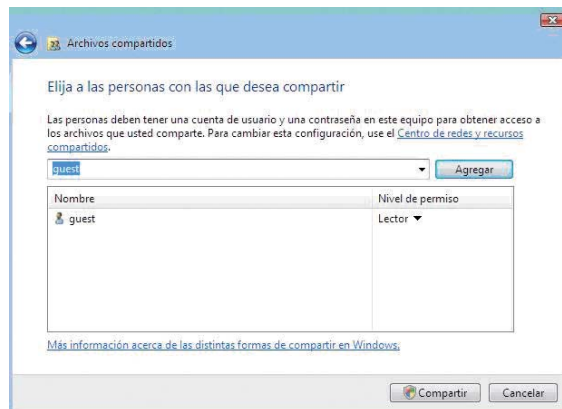 Archivos compartidos
Elija a las personas con las que desea compartir
Las personas deben tener una cuenta de usuario y una contraseña en este equipo para obtener acceso a
los archivos que usted comparte. Para cambiar esta configuración, use el Centro de redes y recursos
compartidos.
guest Agregar
Nombre Nivel de permiso
guest Lector
Más información acerca de las distintas formas de compartir en Windows.
Compartir Cancelar